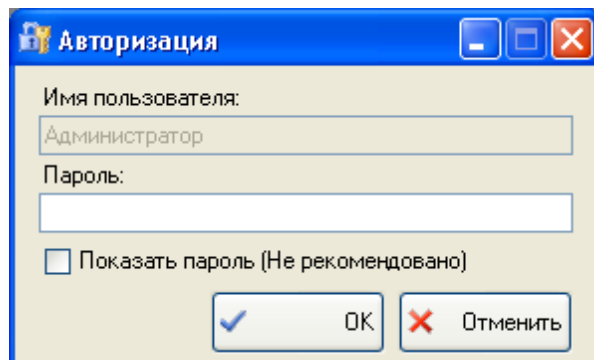 Авторизация
Имя пользователя:
Администратор
Пароль:
Показать пароль (Не рекомендовано)
OK Отменить